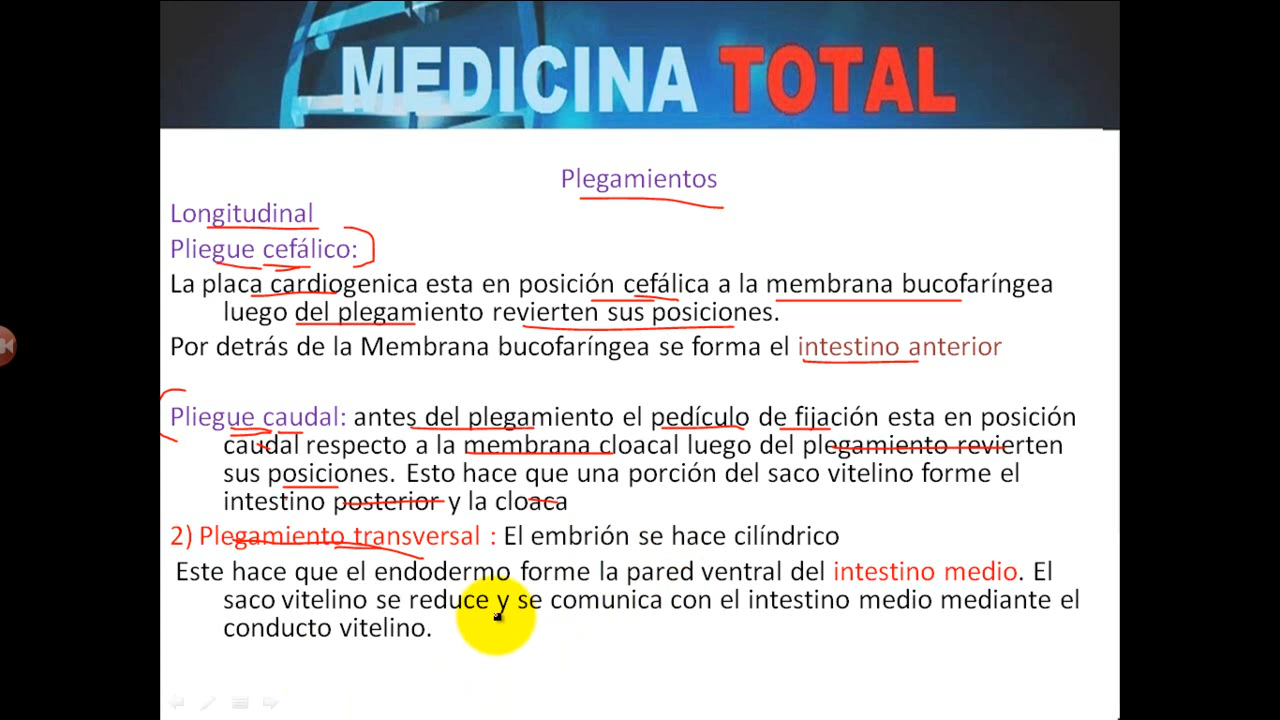 MEDICINA TOTAL
Plegamientos
Longitudinal
Pliegue cefálico:
La placa cardiogenica esta en posición cefálica a la membrana bucofaríngea
luego del plegamiento revierten sus posiciones.
Por detrás de la Membrana bucofaríngea se forma el intestino anterior
Pliegue caudal: antes del plegamiento el pedículo de fijación esta en posición
caudal respecto a la membrana cloacal luego del plegamiento revierten
sus posiciones. Esto hace que una porción del saco vitelino forme el
intestino posterior y la cloaca
2) Plegamiento transversal : El embrión se hace cilíndrico
Este hace que el endodermo forme la pared ventral del intestino medio. El
saco vitelino se reduce y se comunica con el intestino medio mediante el
conducto vitelino.